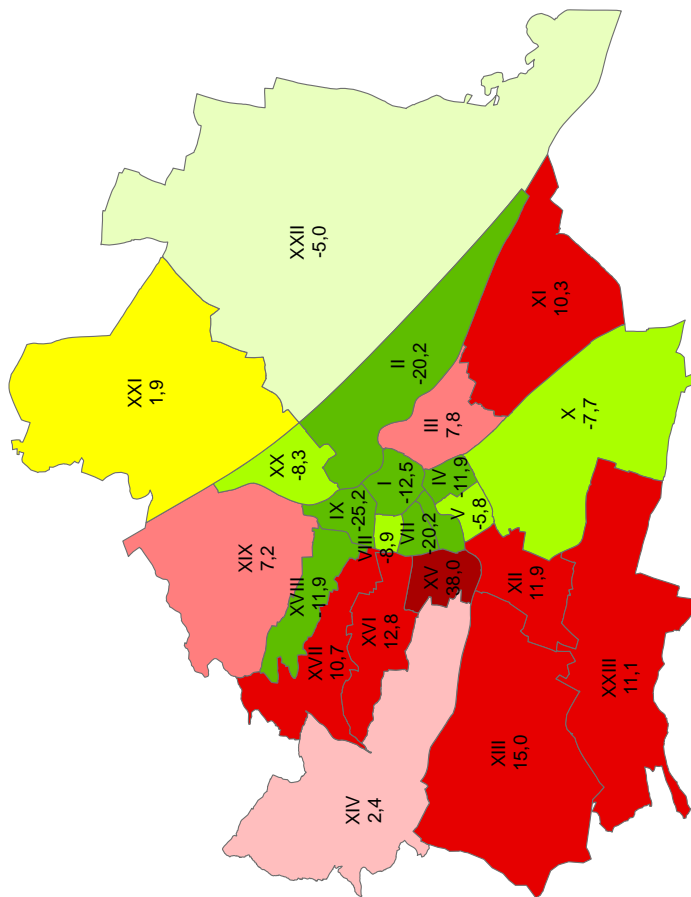 XXI
1,9
XIX
7,2
XX
-8,3
XXII
-5,0
XVIII
-11,9
XVII
10,7
IX
-25,2
XIV
2,4
VIII
-8,9
XVI
12,8
I
-12,5
II
-20,2
VII
-20,2
XV
38,0
III
7,8
IV
-11,9
V
-5,8
XIII
15,0
XII
11,9
XI
10,3
X
-7,7
XXIII
11,1